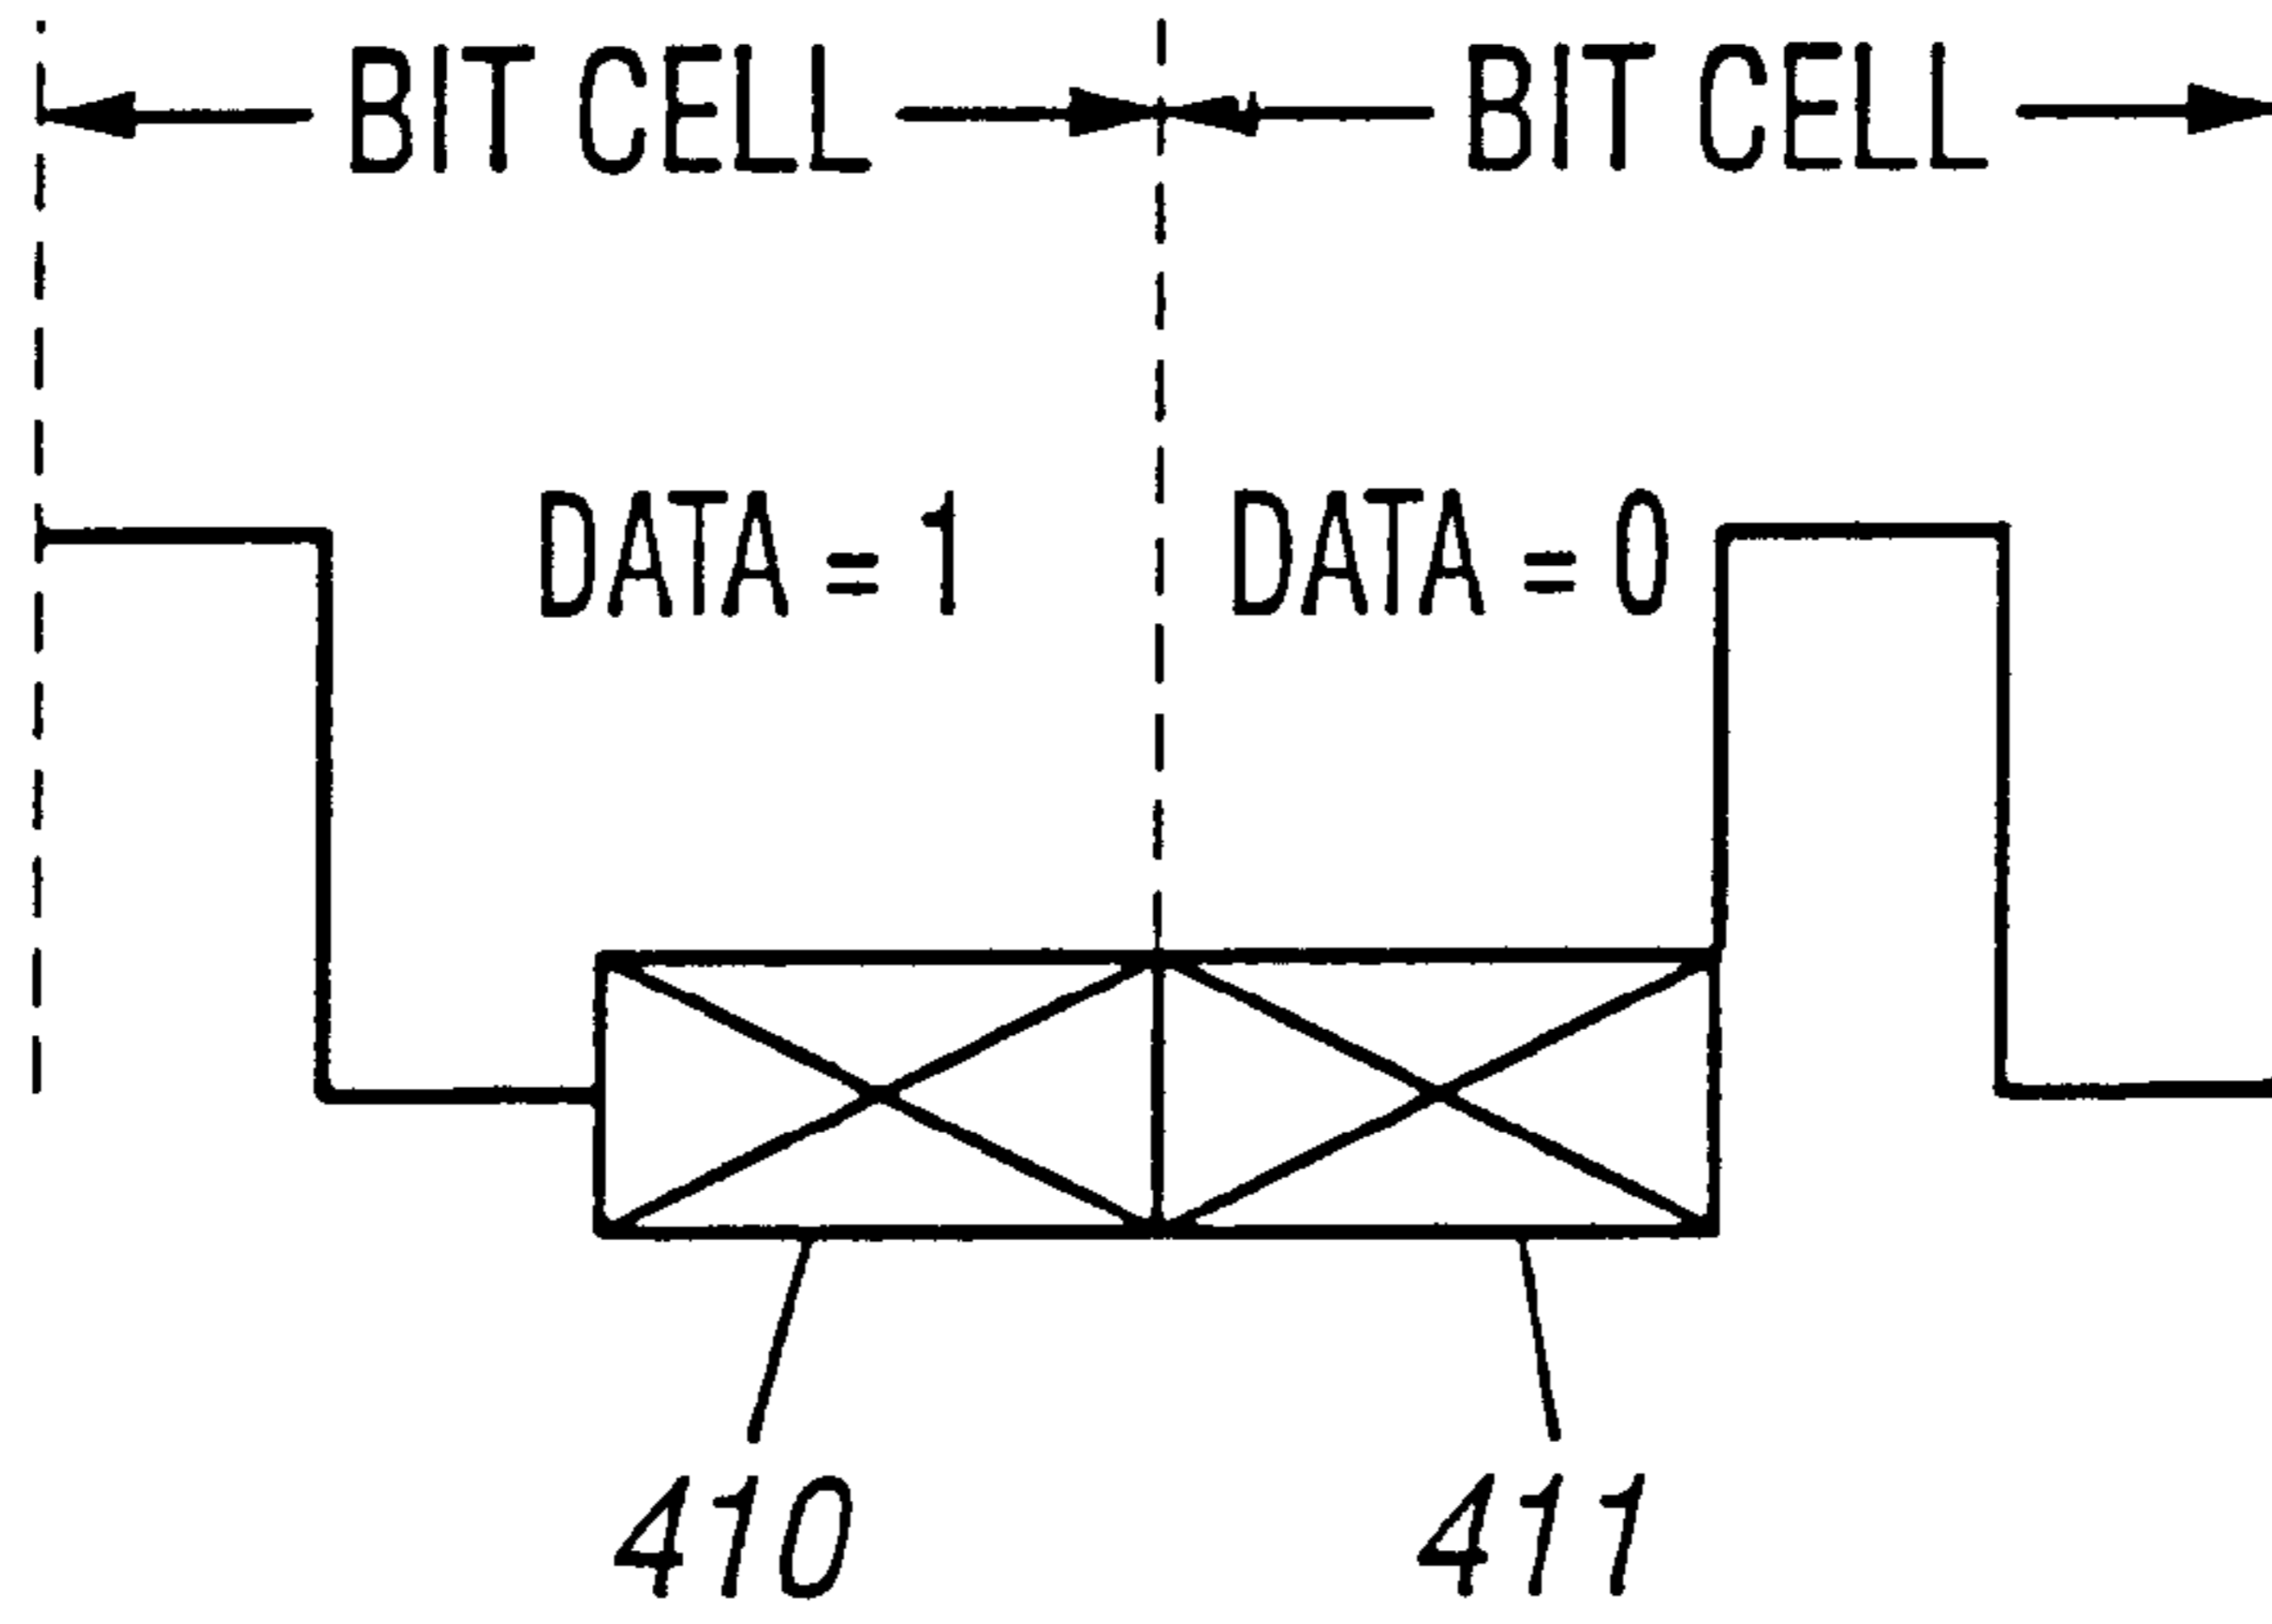 BIT CELL BIT CELL
DATA = 1 DATA = 0
410 411